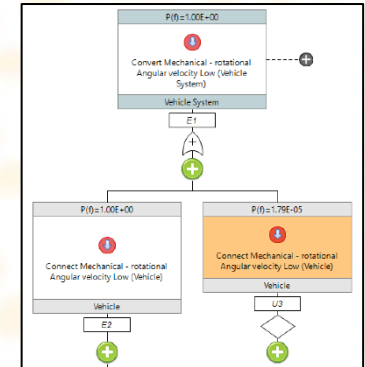 P(f)=1.00E+00
Convert Mechanical - rotational
Angular velocity Low (Vehicle
System)
Vehicle System
E1
+
P(f)=1.00E+00
Connect Mechanical - rotational
Angular velocity Low (Vehicle)
Vehicle
E2
P(f)=1.79E-05
Connect Mechanical - rotational
Angular velocity Low (Vehicle)
Vehicle
U3